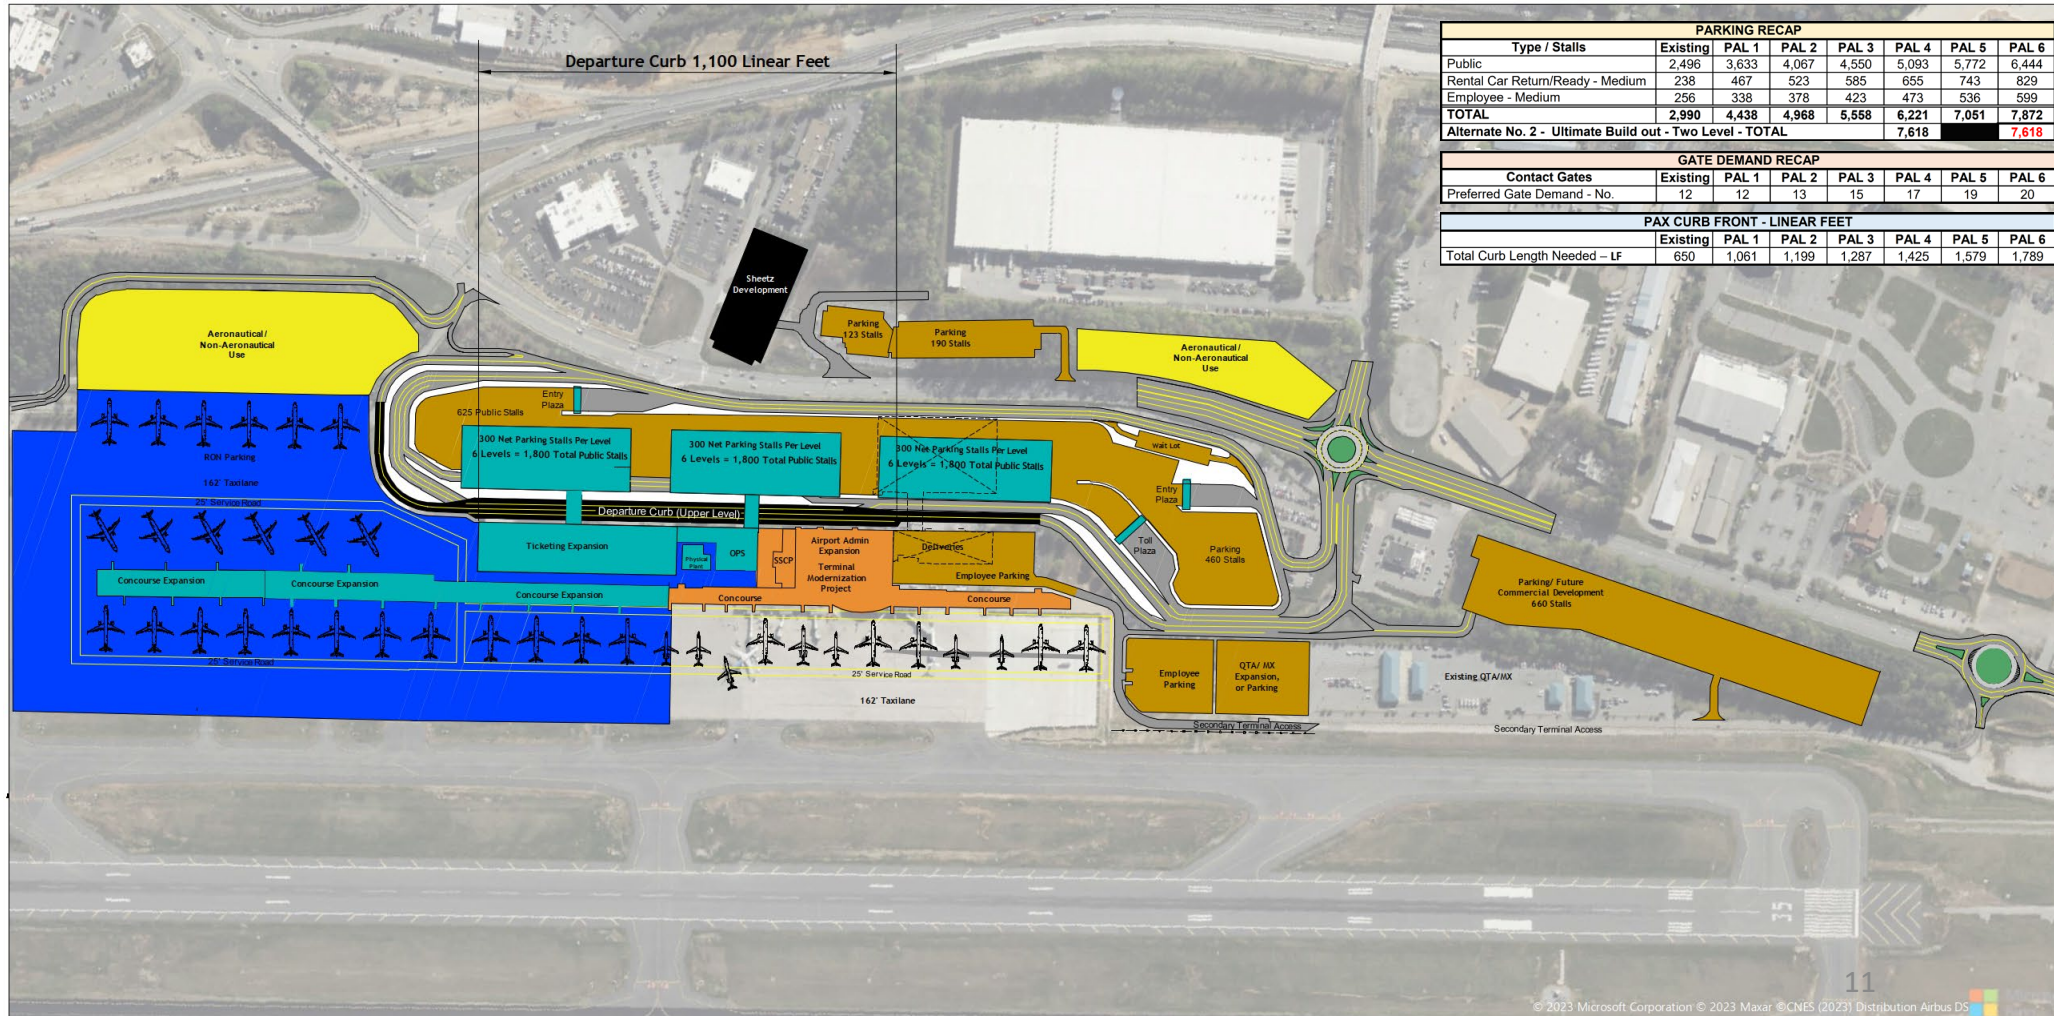 Departure Curb 1,100 Linear Feet
PARKING RECAP
Type / Stalls Existing PAL 1 PAL 2 PAL 3 PAL 4 PAL 5 PAL 6
Public 2,496 3,633 4,067 4,550 5,093 5,772 6,444
Rental Car Return/Ready - Medium 238 467 523 585 655 743 829
Employee - Medium 256 338 378 423 473 536 599
TOTAL 2,990 4,438 4,968 5,558 6,221 7,051 7,872
Alternate No. 2 - Ultimate Build out - Two Level - TOTAL 7,618 7,618
GATE DEMAND RECAP
Contact Gates Existing PAL 1 PAL 2 PAL 3 PAL 4 PAL 5 PAL 6
Preferred Gate Demand - No. 12 12 13 15 17 19 20
PAX CURB FRONT - LINEAR FEET
Existing PAL 1 PAL 2 PAL 3 PAL 4 PAL 5 PAL 6
Total Curb Length Needed – LF 650 1,061 1,199 1,287 1,425 1,579 1,789
Sheetz
Development
Aeronautical/
Non-Aeronautical
Use
Parking
123 Stalls
Parking
190 Stalls
Aeronautical/
Non-Aeronautical
Use
Entry
Plaza
625 Public Stalls
300 Net Parking Stalls Per Level
6 Levels = 1,800 Total Public Stalls
300 Net Parking Stalls Per Level
6 Levels = 1,800 Total Public Stalls
300 Net Parking Stalls Per Level
6 Levels = 1,800 Total Public Stalls
Wait Lot
RON Parking
162' Taxilane
25' Service Road
Entry
Plaza
Departure Curb (Upper Level)
Toll
Plaza
Parking
460 Stalls
Ticketing Expansion
Physical
Plant
OPS
SSCP
Airport Admin
Expansion
Terminal
Modernization
Project
Deliveries
Employee Parking
Concourse Expansion
Concourse Expansion
Concourse Expansion
Concourse
Concourse
Parking/ Future
Commercial Development
660 Stalls
25' Service Road
25' Service Road
162' Taxilane
Employee
Parking
QTA/ MX
Expansion,
or Parking
Existing QTA/MX
Secondary Terminal Access
Secondary Terminal Access
35
11
© 2023 Microsoft Corporation © 2023 Maxar ©CNES (2023) Distribution Airbus DS